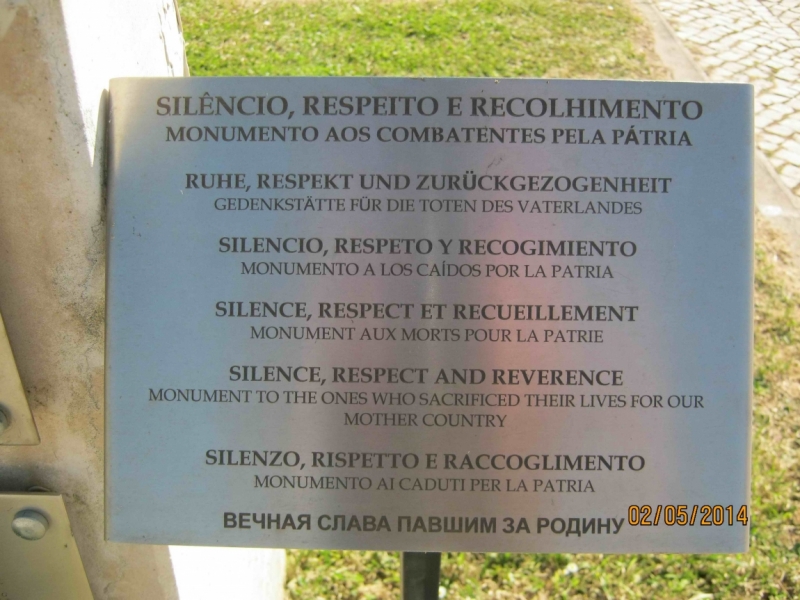 SILÊNCIO, RESPEITO E RECOLHIMENTO
MONUMENTO AOS COMBATENTES PELA PÁTRIA
RUHE, RESPEKT UND ZURÜCKGEZOGENHEIT
GEDENKSTÄTTE FÜR DIE TOTEN DES VATERLANDES
SILENCIO, RESPETO Y RECOGIMIENTO
MONUMENTO A LOS CAÍDOS POR LA PATRIA
SILENCE, RESPECT ET RECUEILLEMENT
MONUMENT AUX MORTS POUR LA PATRIE
SILENCE, RESPECT AND REVERENCE
MONUMENT TO THE ONES WHO SACRIFICED THEIR LIVES FOR OUR
MOTHER COUNTRY
SILENZO, RISPETTO E RACCOGLIMENTO
MONUMENTO AI CADUTI PER LA PATRIA
ВЕЧНАЯ СЛАВА ПАВШИМ ЗА РОДИНУ
02/05/2014